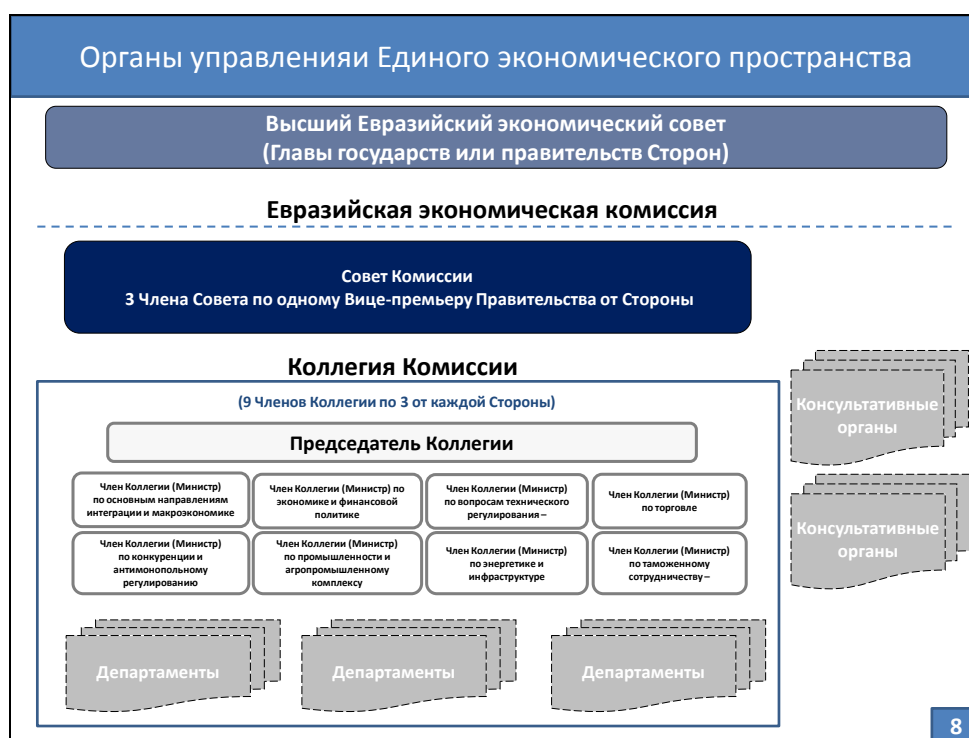 Органы управленияи Единого экономического пространства
Высший Евразийский экономический совет
(Главы государств или правительств Сторон)
Евразийская экономическая комиссия
Совет Комиссии
3 Члена Совета по одному Вице-премьеру Правительства от Стороны
Коллегия Комиссии
(9 Членов Коллегии по 3 от каждой Стороны)
Председатель Коллегии
Член Коллегии (Министр)
по основным направлениям
интеграции и макроэкономике
Член Коллегии (Министр) по
экономике и финансовой
политике
Член Коллегии (Министр)
по вопросам технического
регулирования –
Член Коллегии (Министр)
по торговле
Член Коллегии (Министр)
по конкуренции и
антимонопольному
регулированию
Член Коллегии (Министр)
по промышленности и
агропромышленному
комплексу
Член Коллегии (Министр)
по энергетике и
инфраструктуре
Член Коллегии (Министр)
по таможенному
сотрудничеству –
Департаменты
Департаменты
Департаменты
Консультативные
органы
Консультативные
органы
8